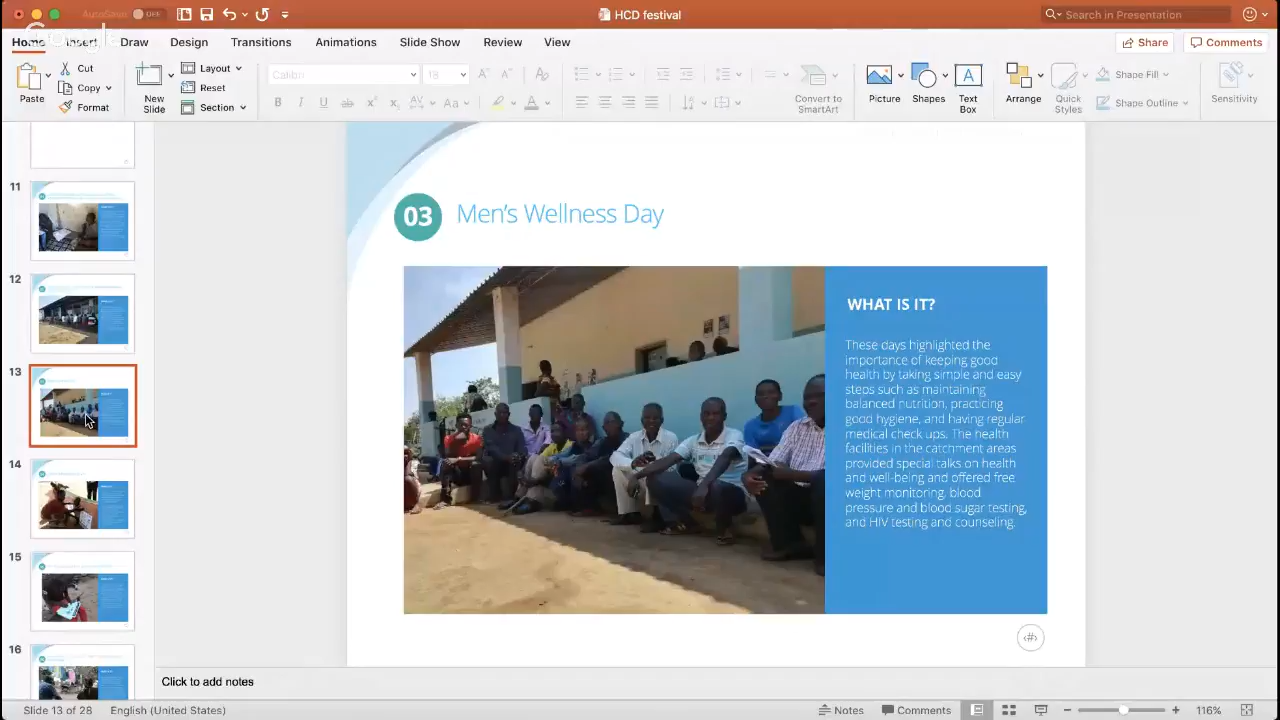 AutoSave OFF
HCD festival
Search in Presentation
Google
Home Insert Draw Design Transitions Animations Slide Show Review View
Share Comments
Paste
Cut
Copy
Format
New Slide
Layout
Reset
Section
Calibri 18
Convert to SmartArt
Picture
Shapes
Text Box
Arrange
Quick Styles
Shape Fill
Shape Outline
Sensitivity
11
12
13
14
15
16
03 Men's Wellness Day
WHAT IS IT?
These days highlighted the
importance of keeping good
health by taking simple and easy
steps such as maintaining
balanced nutrition, practicing
good hygiene, and having regular
medical check ups. The health
facilities in the catchment areas
provided special talks on health
and well-being and offered free
weight monitoring, blood
pressure and blood sugar testing,
and HIV testing and counseling.
‹#›
Click to add notes
Slide 13 of 28 English (United States) Notes Comments 116%